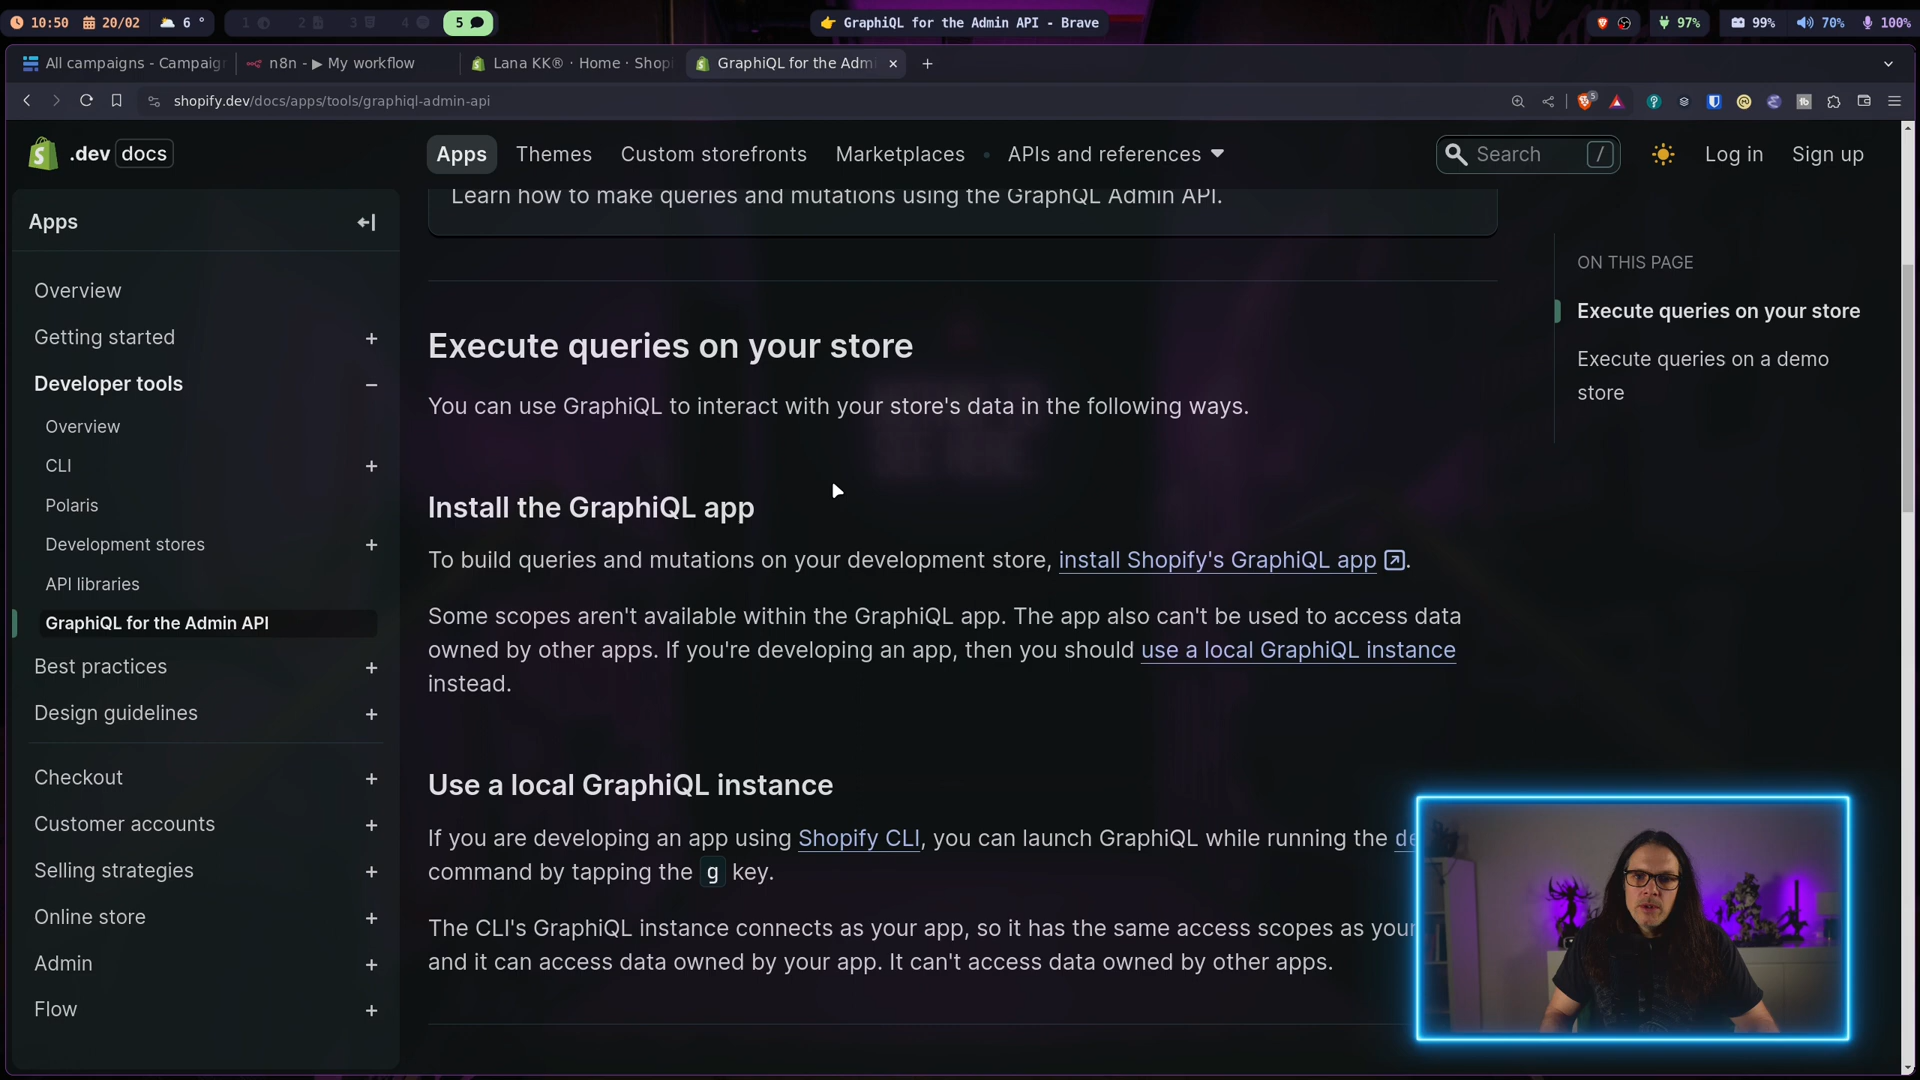 10:50 20/02 6 °
1 2 3 4 5
👉 GraphiQL for the Admin API - Brave
97% 99% 70% 100%
All campaigns - Campaig
n8n - ▶ My workflow
Lana KK® · Home · Shopi
GraphiQL for the Adm
shopify.dev/docs/apps/tools/graphiql-admin-api
5
.dev docs
Apps Themes Custom storefronts Marketplaces APIs and references
Search /
Log in Sign up
Apps
Overview
Getting started +
Developer tools −
Overview
CLI +
Polaris
Development stores +
API libraries
GraphiQL for the Admin API
Best practices +
Design guidelines +
Checkout +
Customer accounts +
Selling strategies +
Online store +
Admin +
Flow +
Learn how to make queries and mutations using the GraphQL Admin API.
Execute queries on your store
You can use GraphiQL to interact with your store's data in the following ways.
Install the GraphiQL app
To build queries and mutations on your development store, install Shopify's GraphiQL app.
Some scopes aren't available within the GraphiQL app. The app also can't be used to access data
owned by other apps. If you're developing an app, then you should use a local GraphiQL instance
instead.
Use a local GraphiQL instance
If you are developing an app using Shopify CLI, you can launch GraphiQL while running the de
command by tapping the g key.
The CLI's GraphiQL instance connects as your app, so it has the same access scopes as your
and it can access data owned by your app. It can't access data owned by other apps.
ON THIS PAGE
Execute queries on your store
Execute queries on a demo
store